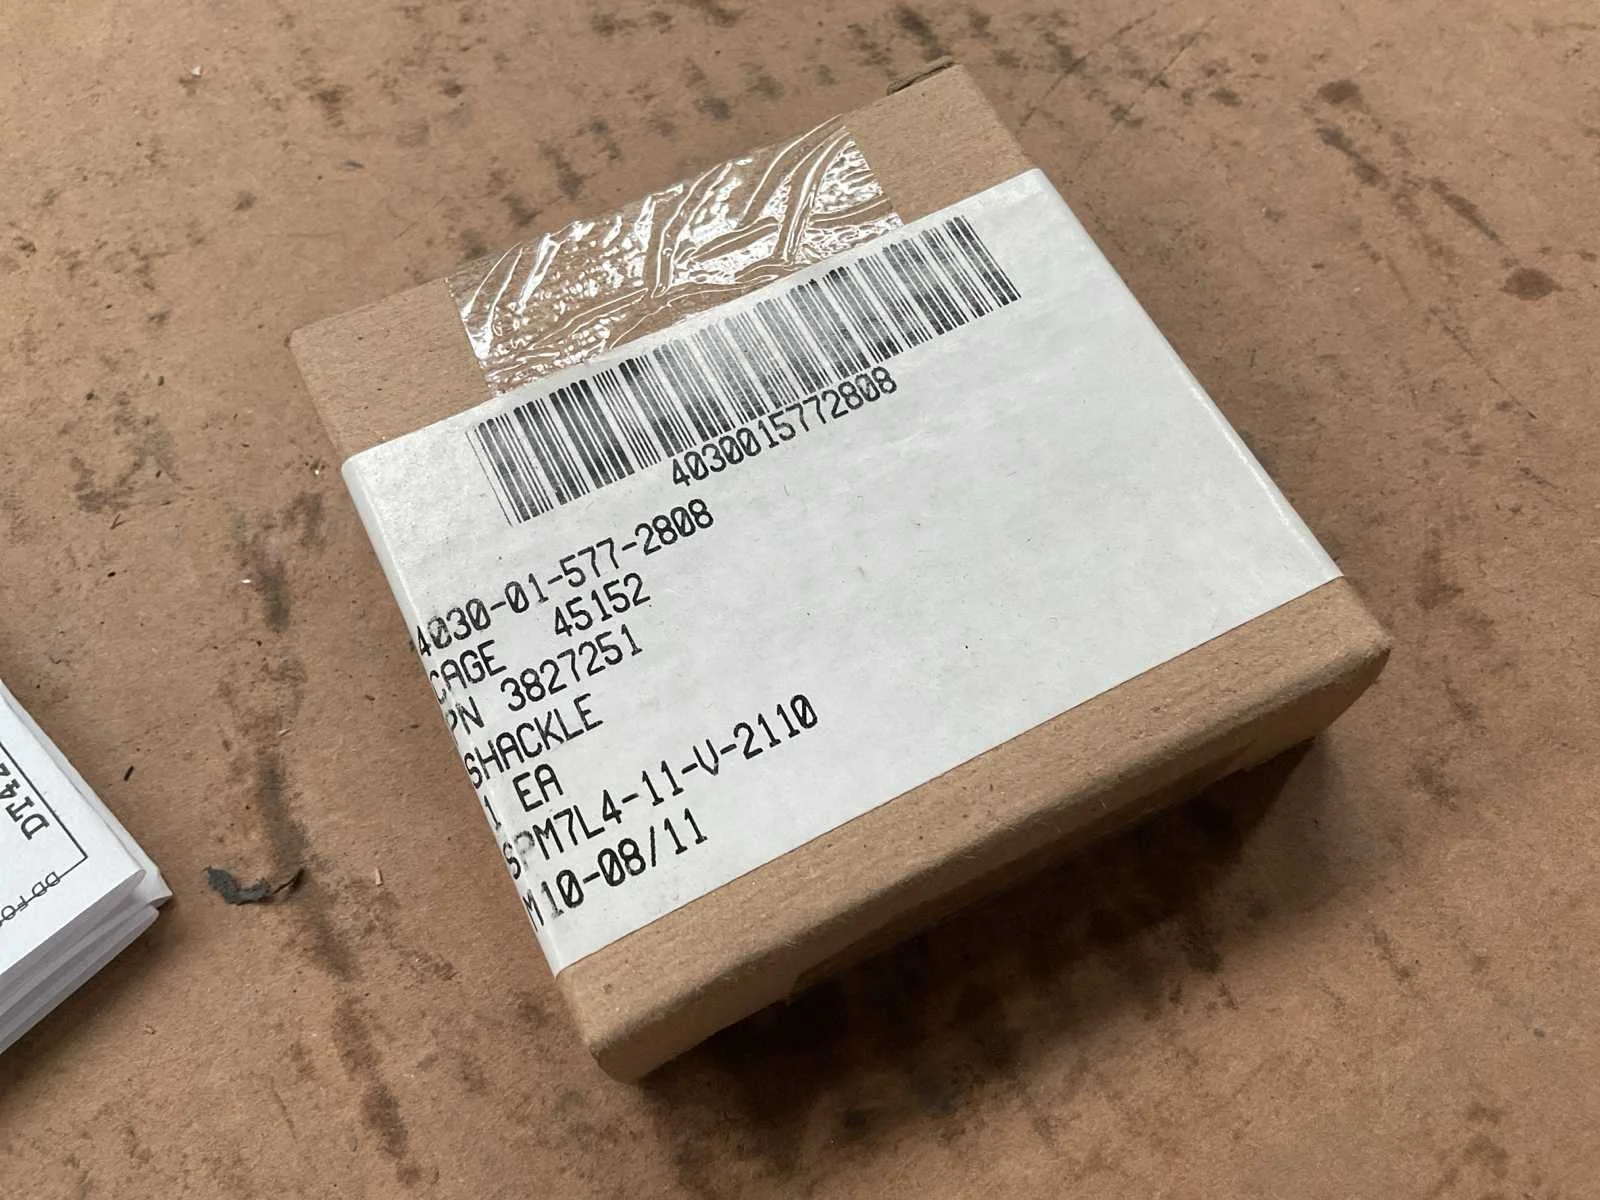 4030015772808
4030-01-577-2808
CAGE 45152
PN 3827251
SHACKLE
1 EA
SPM7L4-11-V-2110
M10-08/11